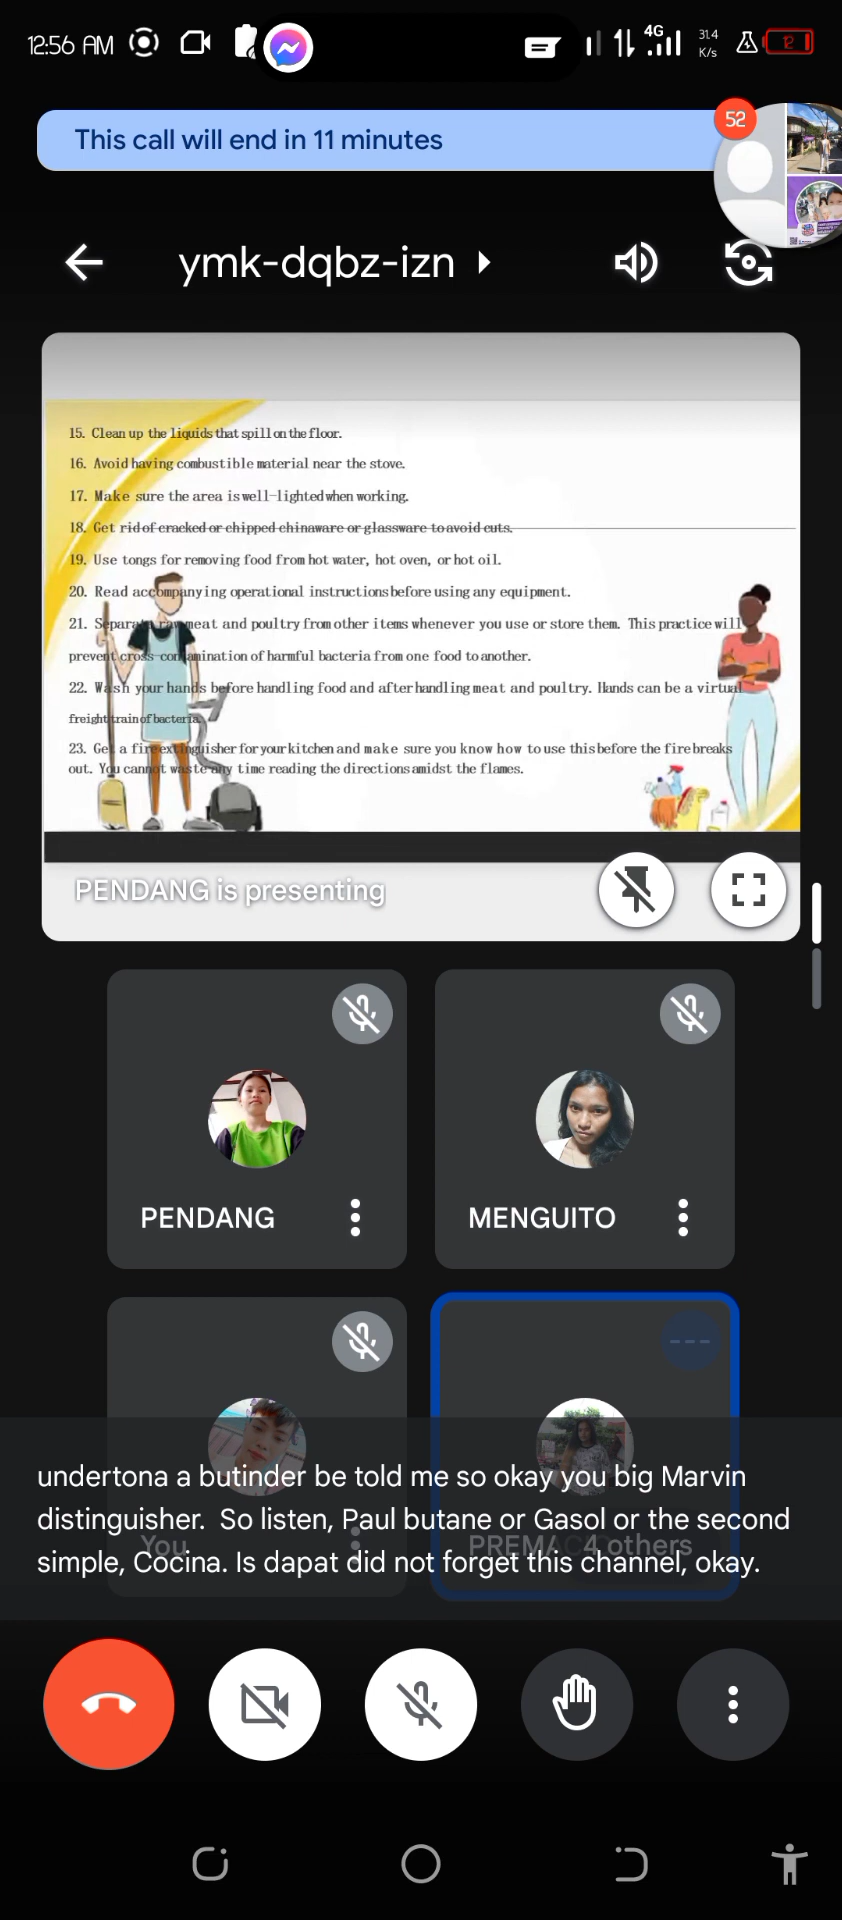 12:56 AM
4G
31.4
K/s
12
This call will end in 11 minutes
52
ymk-dqbz-izn
15. Clean up the liquids that spill on the floor.
16. Avoid having combustible material near the stove.
17. Make sure the area is well-lighted when working.
18. Get rid of cracked or chipped chinaware or glassware to avoid cuts.
19. Use tongs for removing food from hot water, hot oven, or hot oil.
20. Read accompanying operational instructions before using any equipment.
21. Separate raw meat and poultry from other items whenever you use or store them. This practice will
prevent cross-contamination of harmful bacteria from one food to another.
22. Wash your hands before handling food and after handling meat and poultry. Hands can be a virtual
freight train of bacteria.
23. Get a fire extinguisher for your kitchen and make sure you know how to use this before the fire breaks
out. You cannot waste any time reading the directions amidst the flames.
PENDANG is presenting
PENDANG
MENGUITO
undertona a butinder be told me so okay you big Marvin
distinguisher. So listen, Paul butane or Gasol or the second
You
4 others
simple, Cocina. Is dapat did not forget this channel, okay.